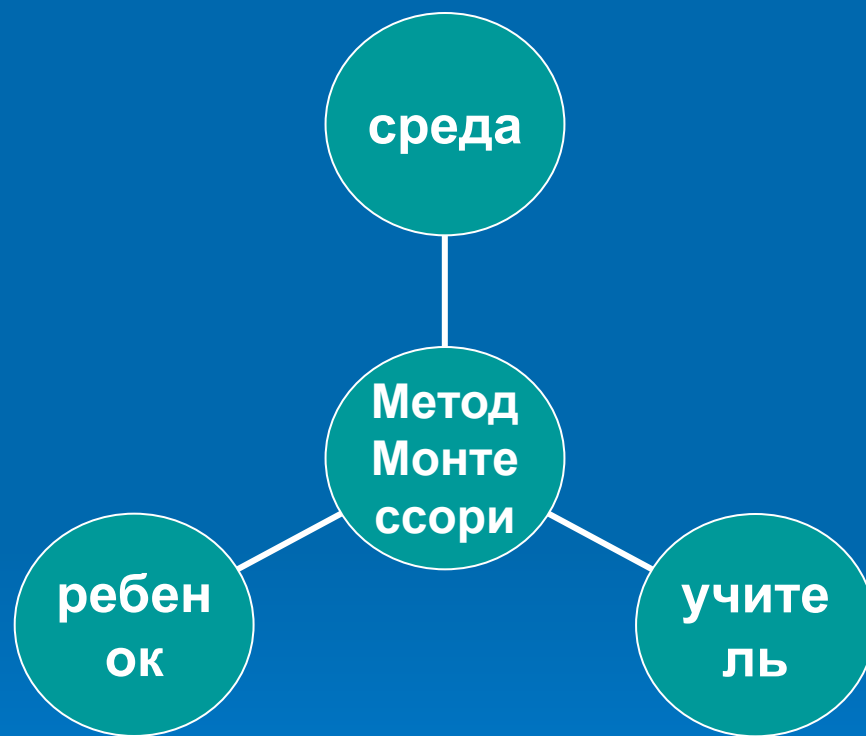 среда
Метод
Монте
ссори
ребен
ок
учите
ль